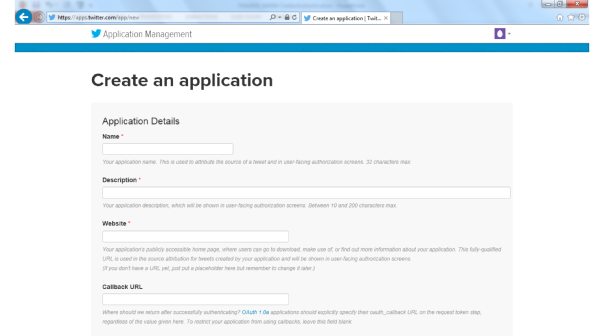 https://apps.twitter.com/app/new
Create an application | Twit...
Application Management
Create an application
Application Details
Name *
Your application name. This is used to attribute the source of a tweet and in user-facing authorization screens. 32 characters max.
Description *
Your application description, which will be shown in user-facing authorization screens. Between 10 and 200 characters max.
Website *
Your application's publicly accessible home page, where users can go to download, make use of, or find out more information about your application. This fully-qualified
URL is used in the source attribution for tweets created by your application and will be shown in user-facing authorization screens.
(If you don't have a URL yet, just put a placeholder here but remember to change it later.)
Callback URL
Where should we return after successfully authenticating? OAuth 1.0a applications should explicitly specify their oauth_callback URL on the request token step,
regardless of the value given here. To restrict your application from using callbacks, leave this field blank.